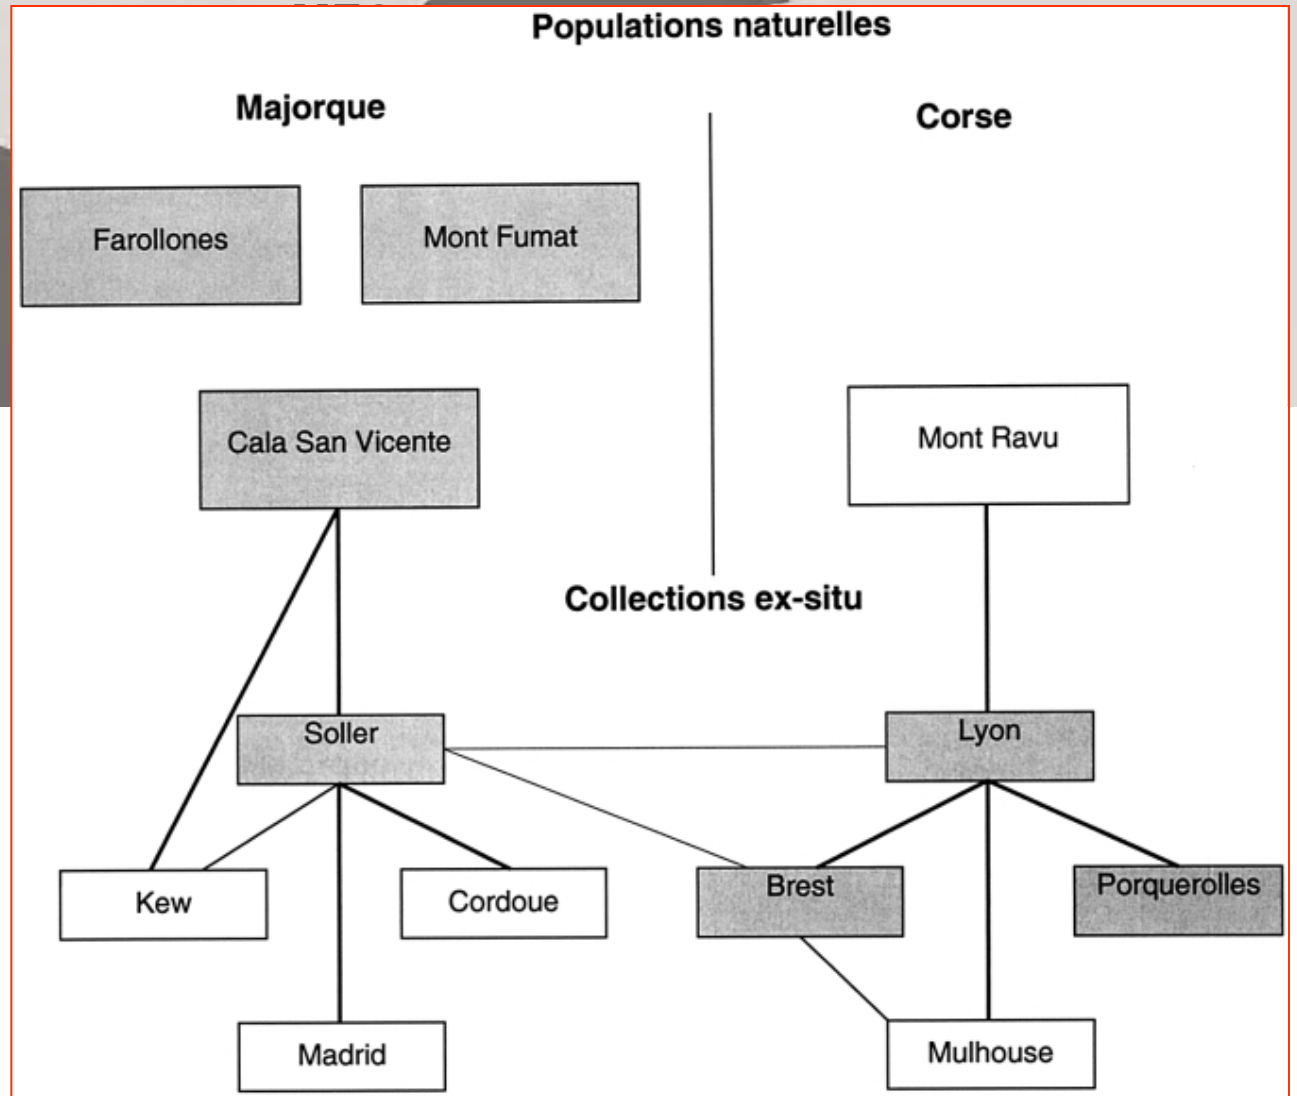 Populations naturelles
Majorque
Corse
Farollones
Mont Fumat
Cala San Vicente
Mont Ravu
Collections ex-situ
Soller
Lyon
Kew
Cordoue
Brest
Porquerolles
Madrid
Mulhouse